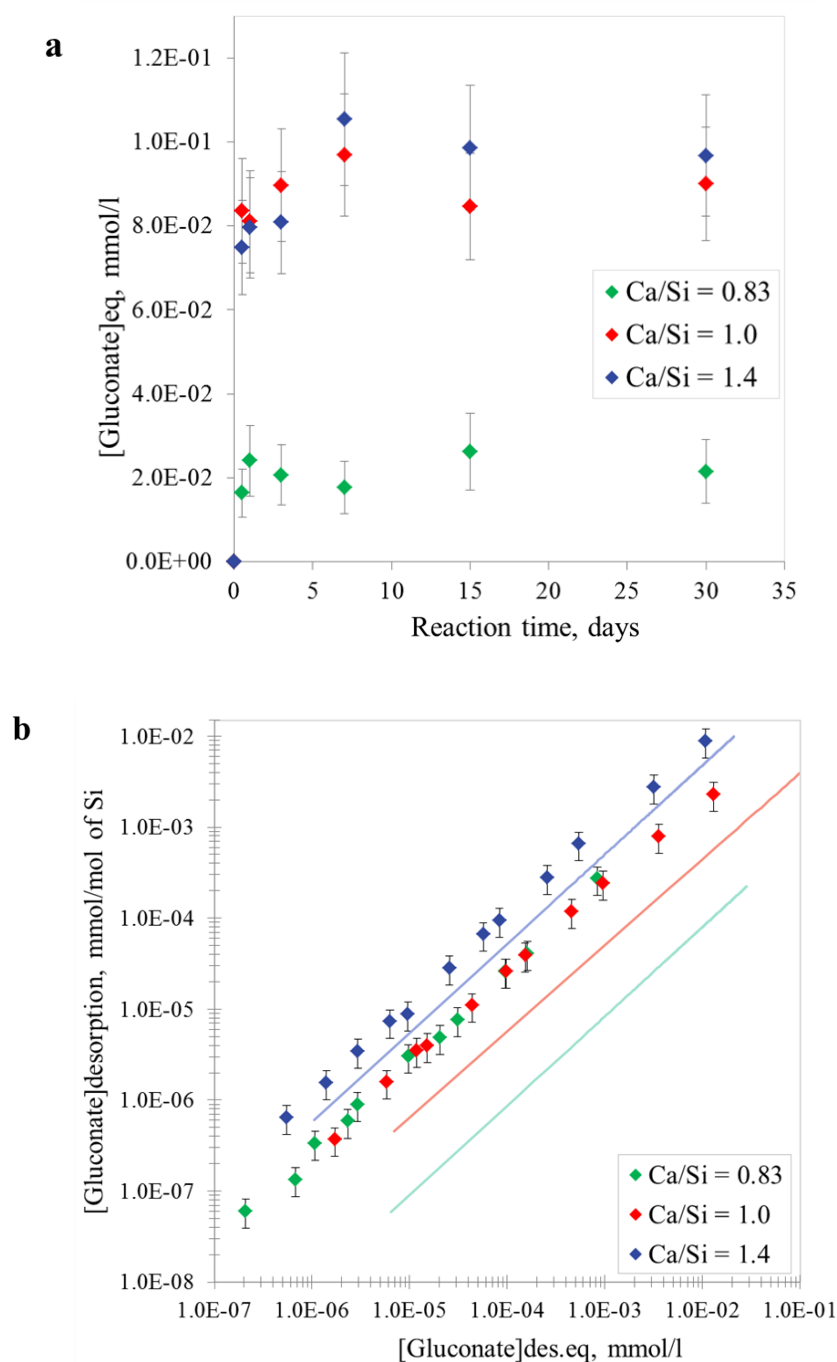 a
[Gluconate]eq, mmol/l
1.2E-01
1.0E-01
8.0E-02
6.0E-02
4.0E-02
2.0E-02
0.0E+00
Ca/Si = 0.83
Ca/Si = 1.0
Ca/Si = 1.4
0 5 10 15 20 25 30 35
Reaction time, days
b
[Gluconate]desorption, mmol/mol of Si
1.0E-02
1.0E-03
1.0E-04
1.0E-05
1.0E-06
1.0E-07
1.0E-08
Ca/Si = 0.83
Ca/Si = 1.0
Ca/Si = 1.4
1.0E-07 1.0E-06 1.0E-05 1.0E-04 1.0E-03 1.0E-02 1.0E-01
[Gluconate]des.eq, mmol/l